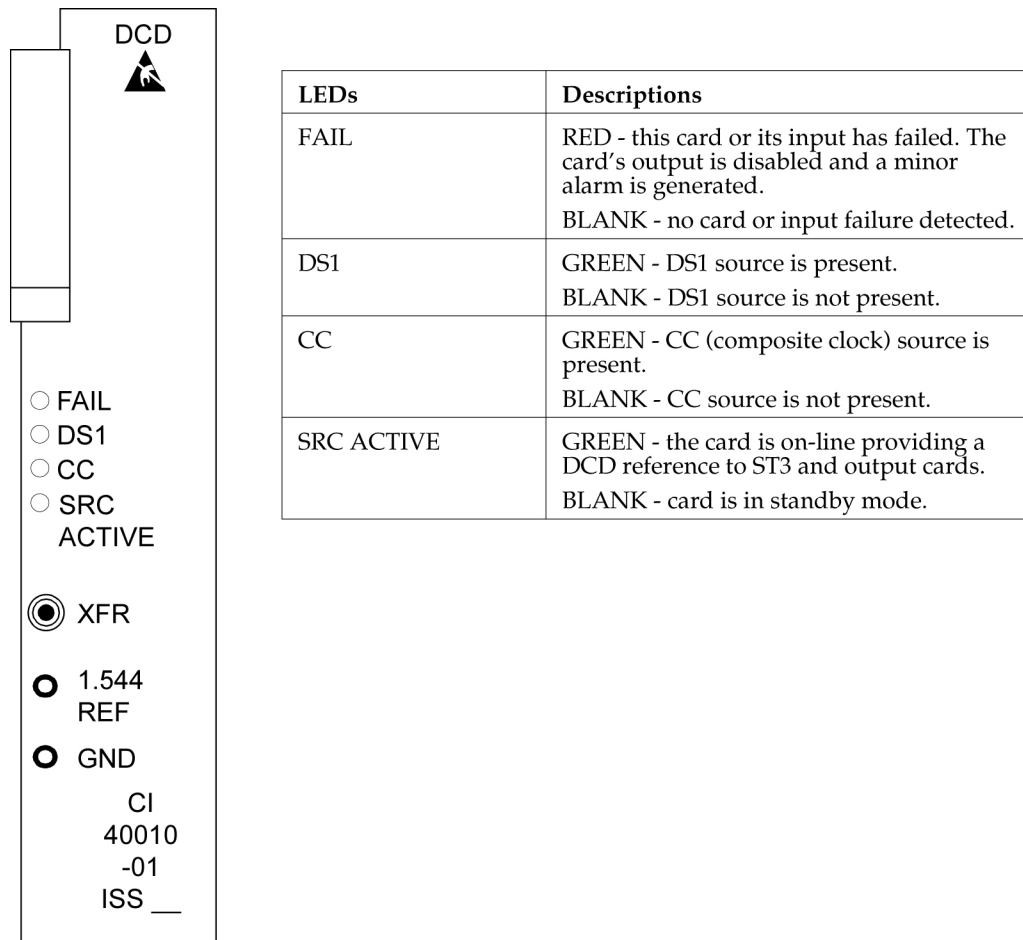 DCD
FAIL
DS1
CC
SRC
ACTIVE
XFR
1.544
REF
GND
CI
40010
-01
ISS __
LEDs Descriptions
FAIL RED - this card or its input has failed. The
card's output is disabled and a minor
alarm is generated.
BLANK - no card or input failure detected.
DS1 GREEN - DS1 source is present.
BLANK - DS1 source is not present.
CC GREEN - CC (composite clock) source is
present.
BLANK - CC source is not present.
SRC ACTIVE GREEN - the card is on-line providing a
DCD reference to ST3 and output cards.
BLANK - card is in standby mode.